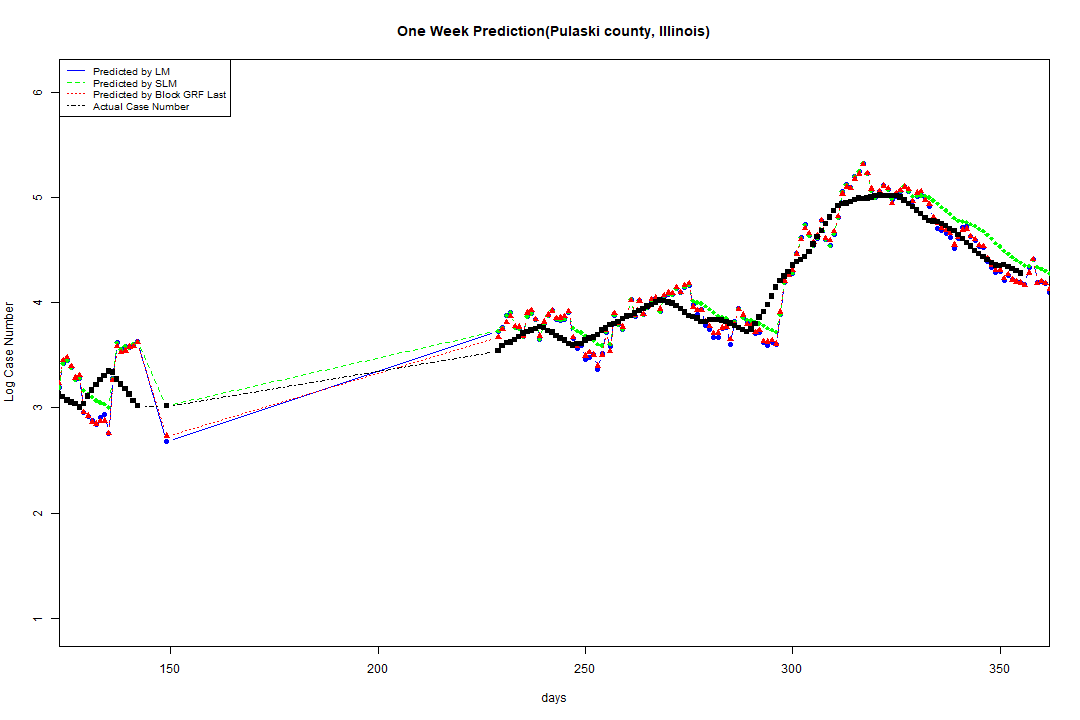 One Week Prediction(Pulaski county, Illinois)
Predicted by LM
Predicted by SLM
Predicted by Block GRF Last
Actual Case Number
6
5
4
3
2
1
Log Case Number
150
200
250
300
350
days